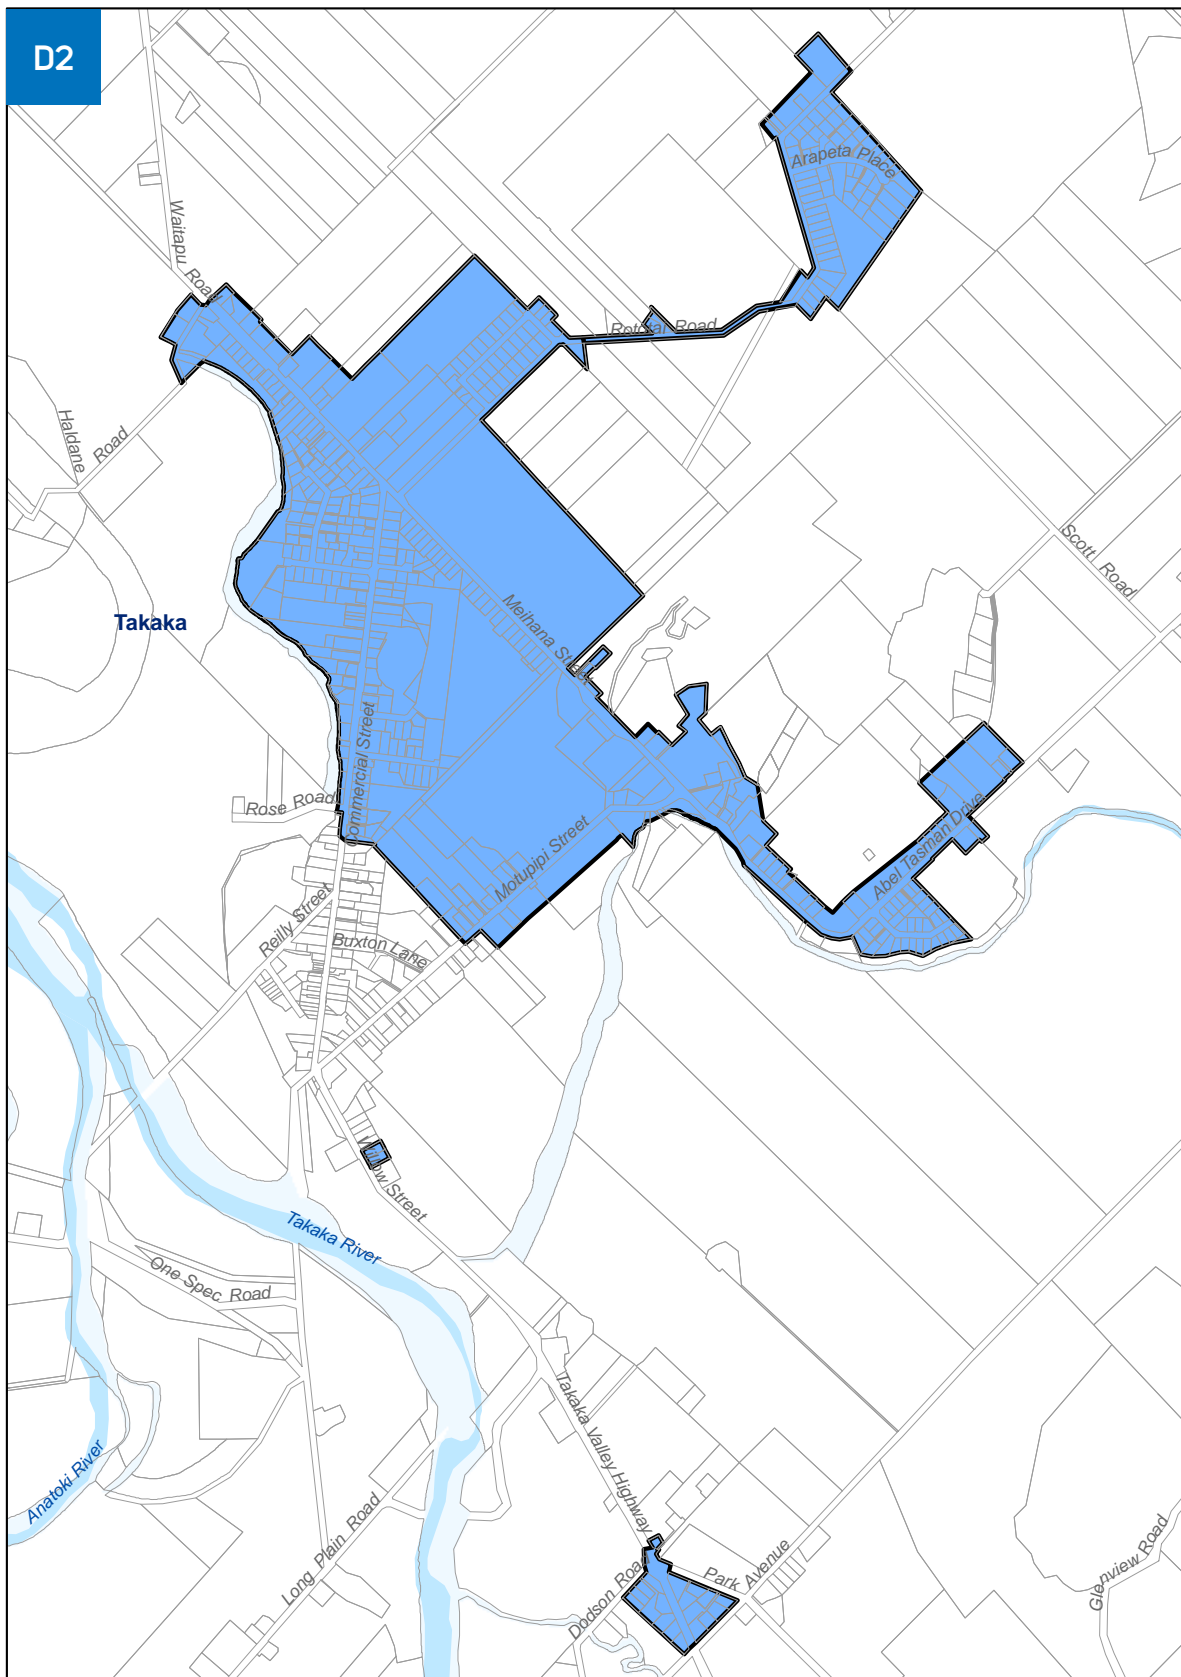 D2
Arapeta Place
Waitapu Road
Rototai Road
Haldane Road
Scott Road
Takaka
Meihana Street
Commercial Street
Rose Road
Abel Tasman Drive
Motupipi Street
Reilly Street
Buxton Lane
Willow Street
Takaka River
One Spec Road
Takaka Valley Highway
Anatoki River
Long Plain Road
Dodson Road
Park Avenue
Glenview Road